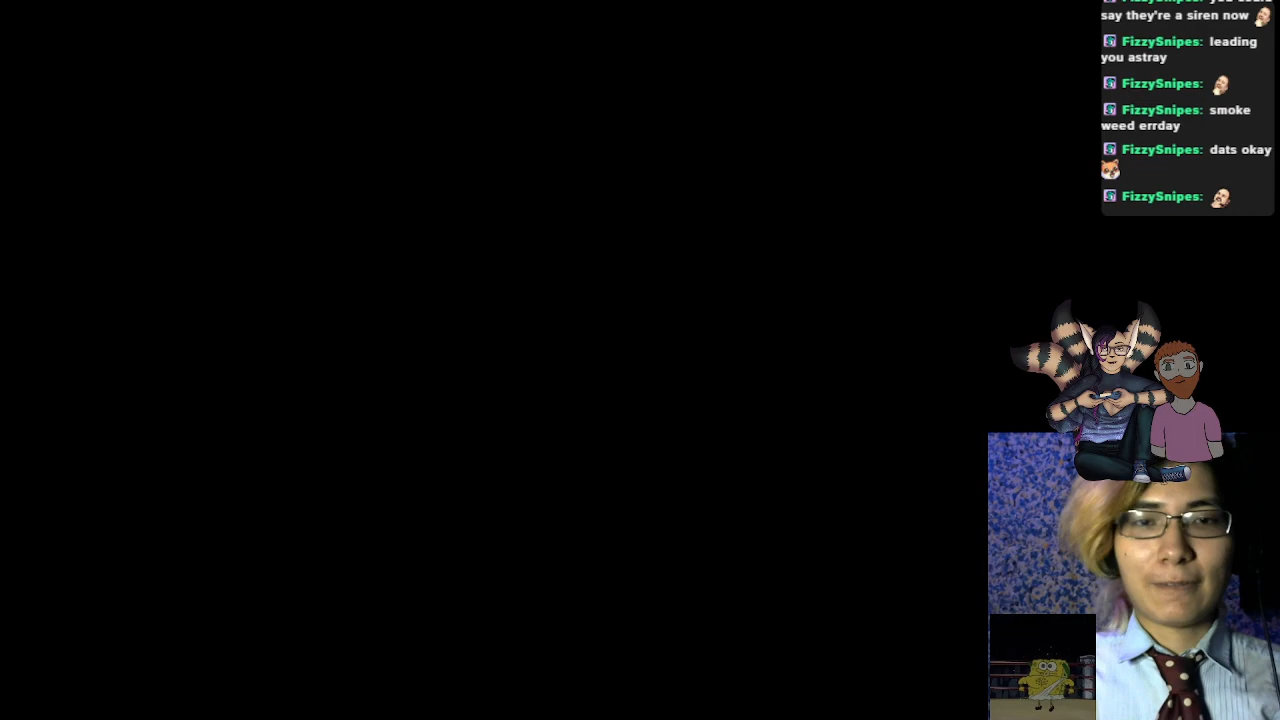 say they're a siren now
FizzySnipes: leading
you astray
FizzySnipes:
FizzySnipes: smoke
weed errday
FizzySnipes: dats okay
FizzySnipes: